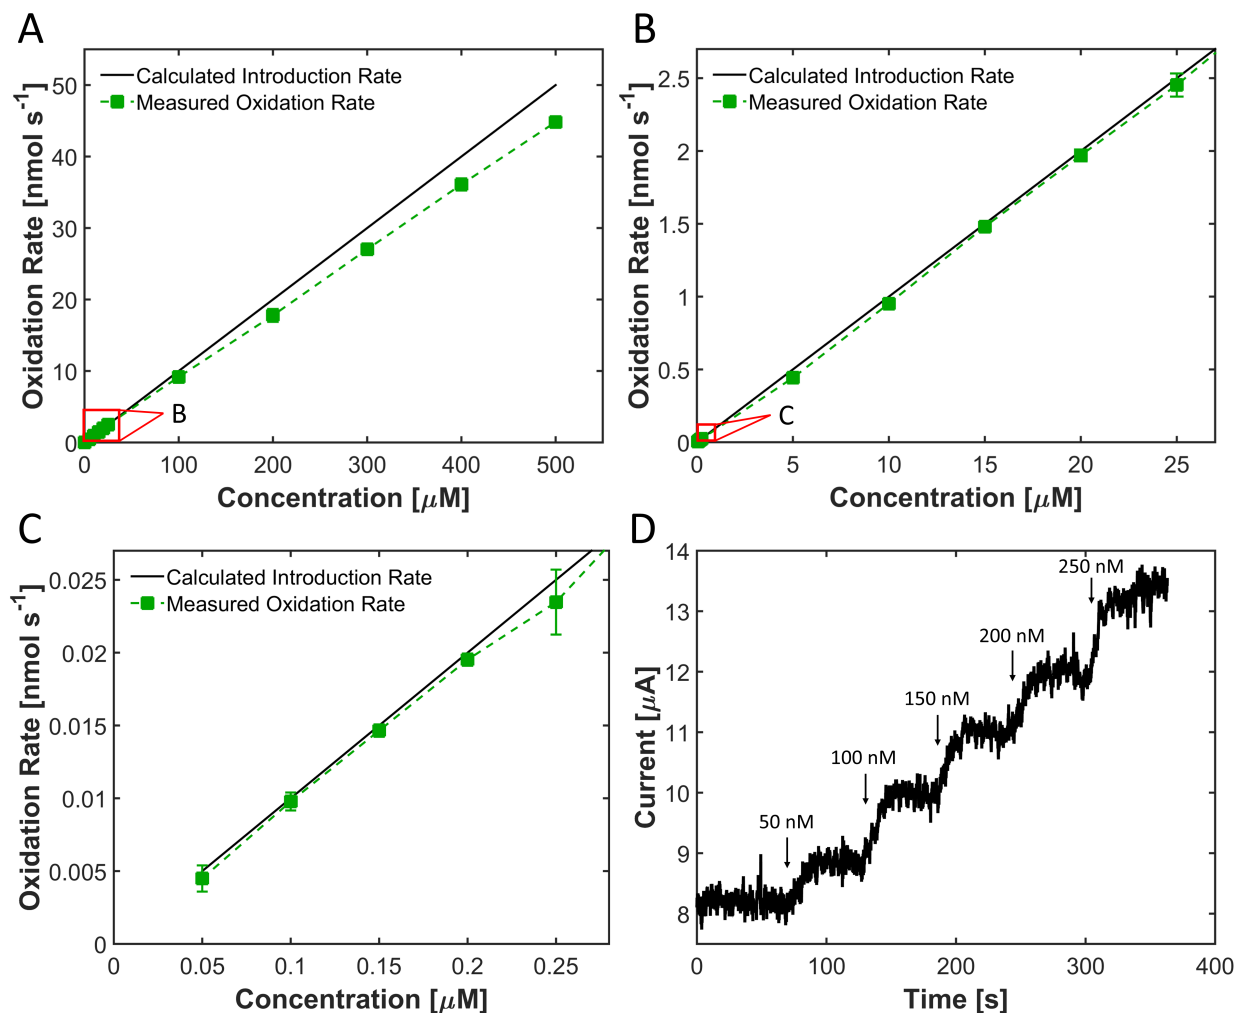 A
Calculated Introduction Rate
Measured Oxidation Rate
Oxidation Rate [nmol s⁻¹]
50
40
30
20
10
0
B
0 100 200 300 400 500
Concentration [μM]
B
Calculated Introduction Rate
Measured Oxidation Rate
Oxidation Rate [nmol s⁻¹]
2.5
2
1.5
1
0.5
0
C
0 5 10 15 20 25
Concentration [μM]
C
Calculated Introduction Rate
Measured Oxidation Rate
Oxidation Rate [nmol s⁻¹]
0.025
0.02
0.015
0.01
0.005
0
0 0.05 0.1 0.15 0.2 0.25
Concentration [μM]
D
Current [μA]
14
13
12
11
10
9
8
250 nM
200 nM
150 nM
100 nM
50 nM
0 100 200 300 400
Time [s]